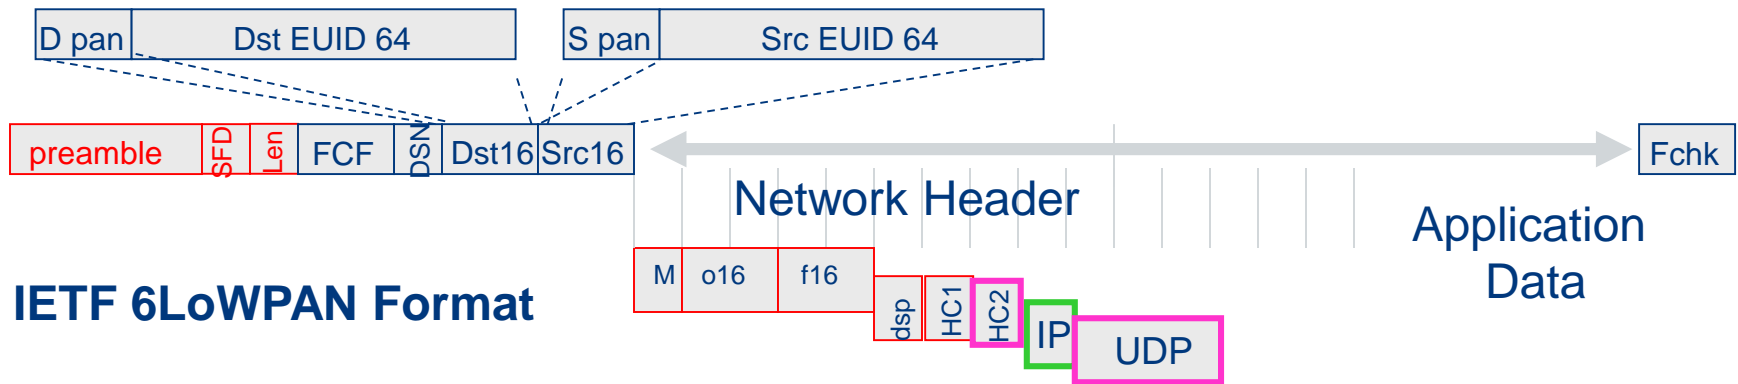 D pan Dst EUID 64 S pan Src EUID 64
preamble SFD Len FCF DSN Dst16 Src16 Fchk
Network Header
Application
Data
M o16 f16
IETF 6LoWPAN Format
dsp HC1 HC2 IP UDP